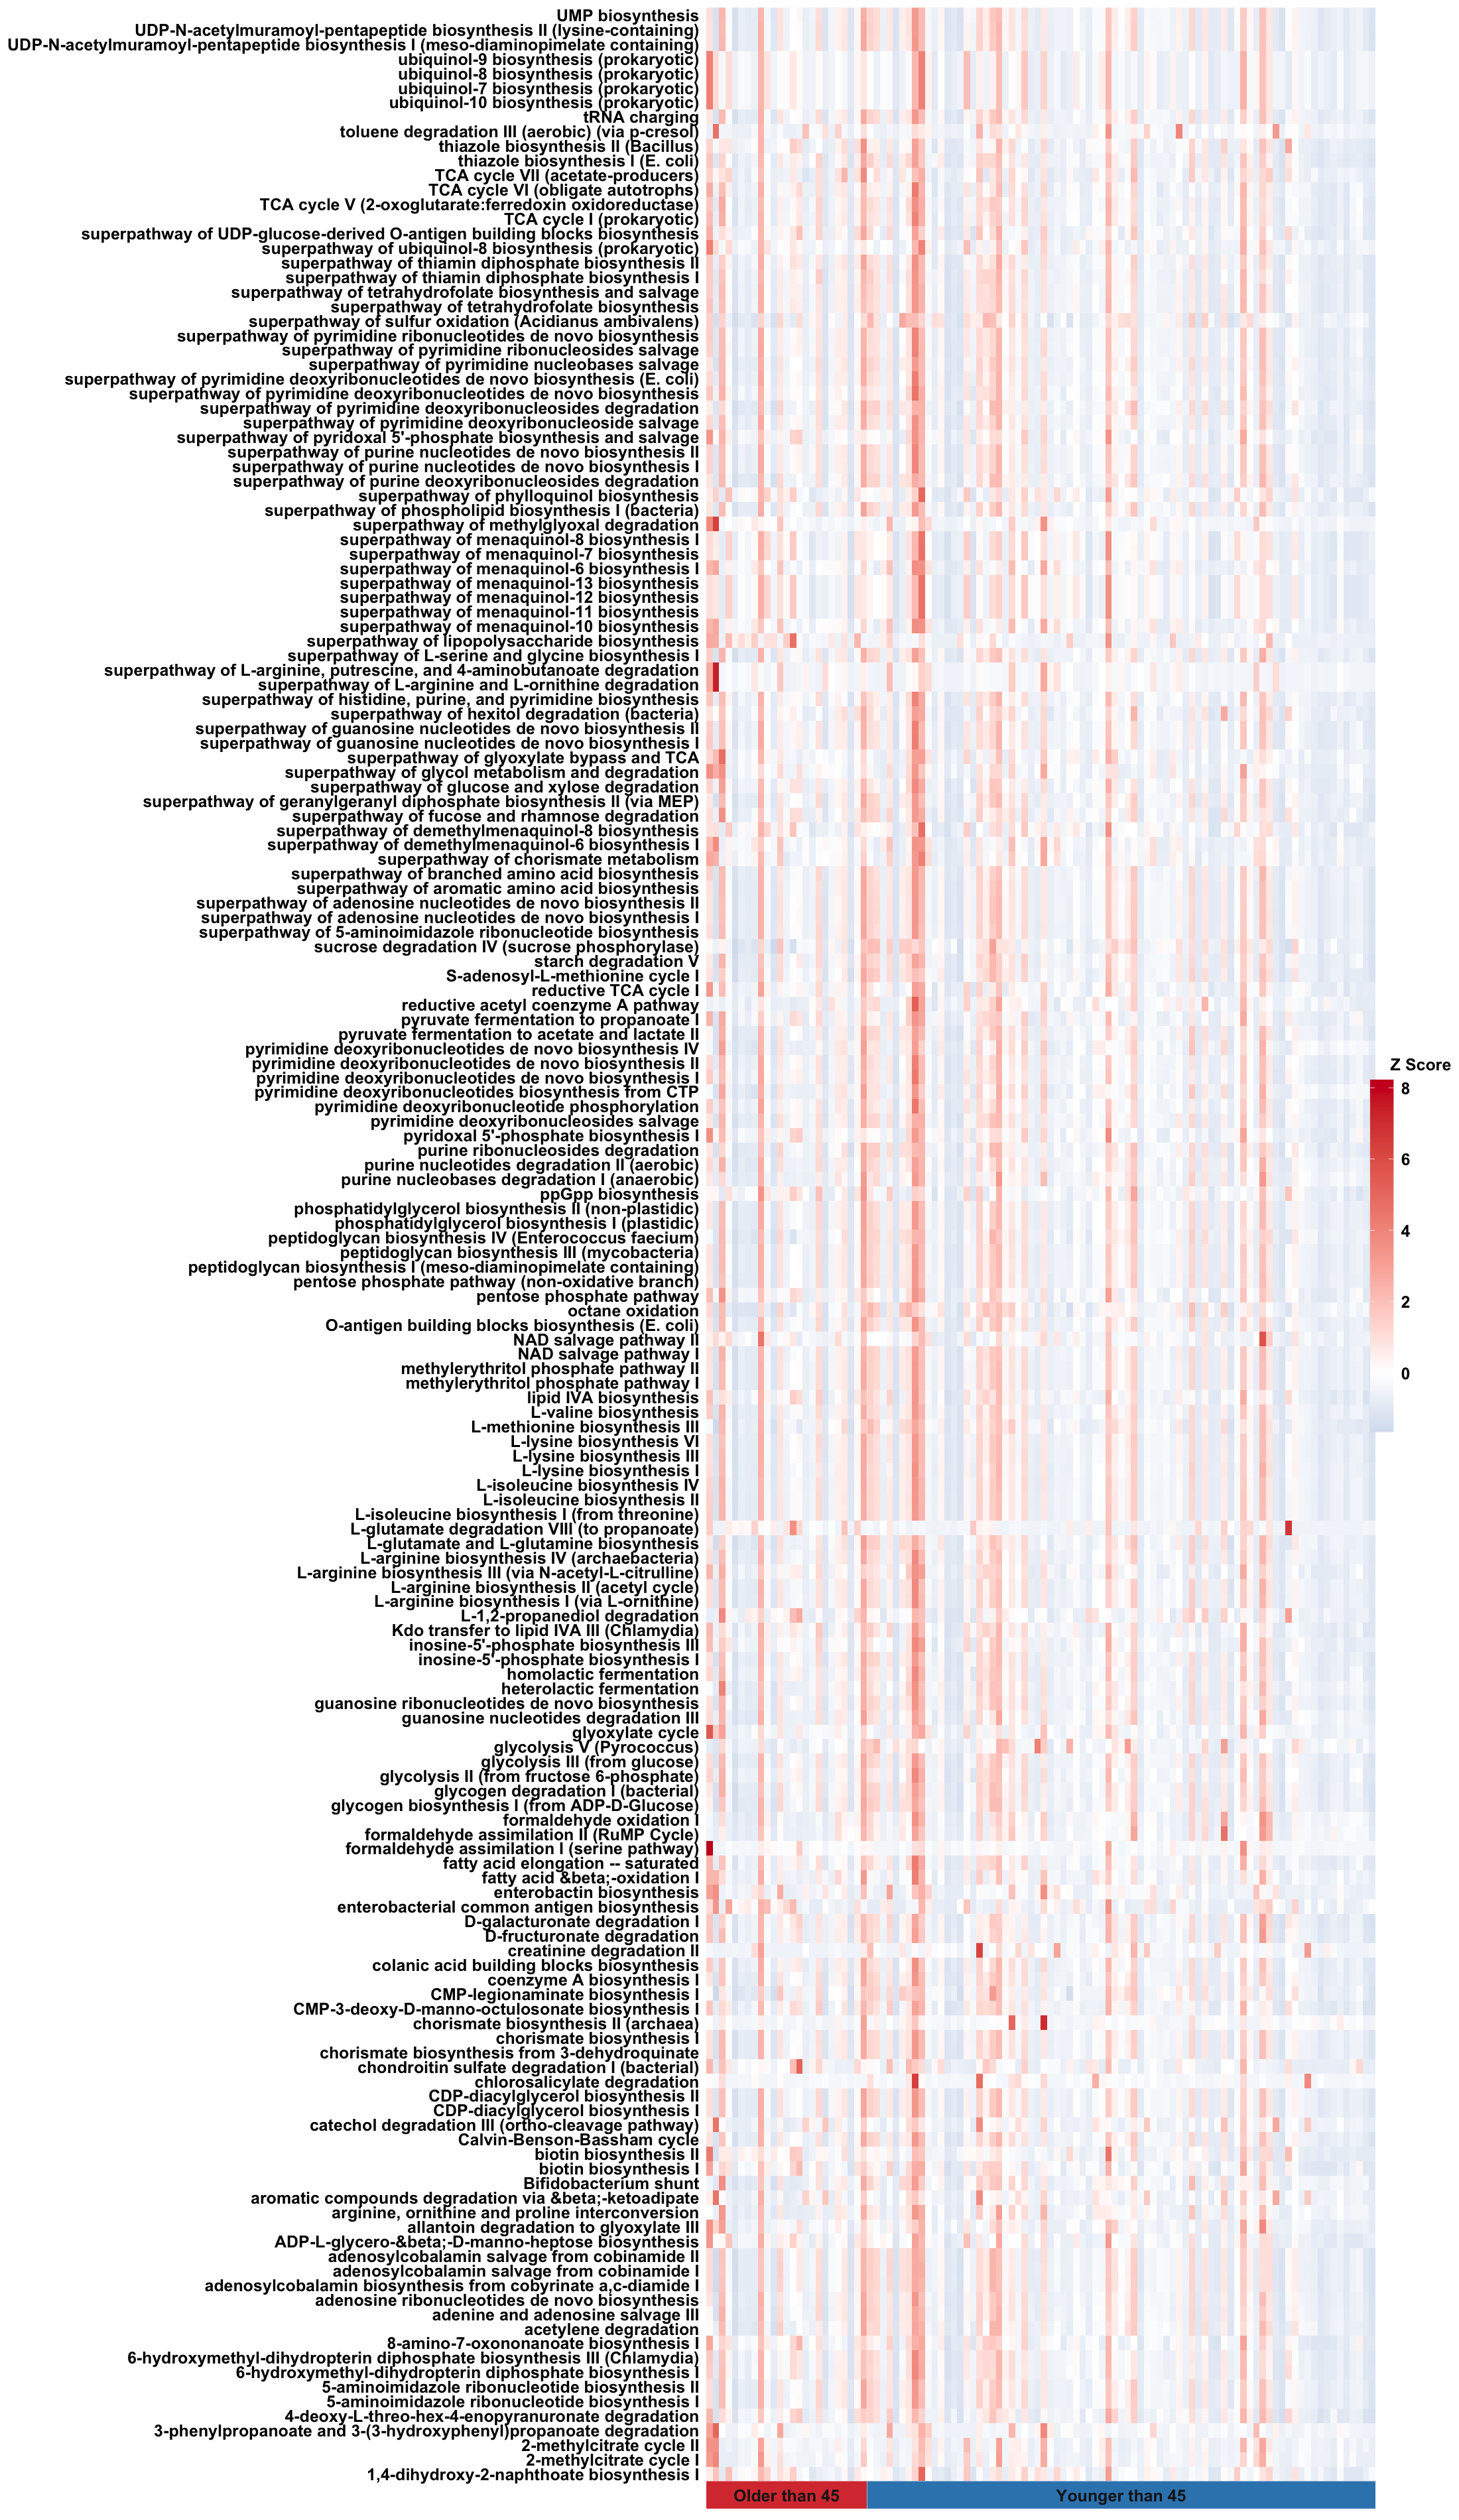 UMP biosynthesis
UDP-N-acetylmuramoyl-pentapeptide biosynthesis II (lysine-containing)
UDP-N-acetylmuramoyl-pentapeptide biosynthesis I (meso-diaminopimelate containing)
ubiquinol-9 biosynthesis (prokaryotic)
ubiquinol-8 biosynthesis (prokaryotic)
ubiquinol-7 biosynthesis (prokaryotic)
ubiquinol-10 biosynthesis (prokaryotic)
tRNA charging
toluene degradation III (aerobic) (via p-cresol)
thiazole biosynthesis II (Bacillus)
thiazole biosynthesis I (E. coli)
TCA cycle VII (acetate-producers)
TCA cycle VI (obligate autotrophs)
TCA cycle V (2-oxoglutarate:ferredoxin oxidoreductase)
TCA cycle I (prokaryotic)
superpathway of UDP-glucose-derived O-antigen building blocks biosynthesis
superpathway of ubiquinol-8 biosynthesis (prokaryotic)
superpathway of thiamin diphosphate biosynthesis II
superpathway of thiamin diphosphate biosynthesis I
superpathway of tetrahydrofolate biosynthesis and salvage
superpathway of tetrahydrofolate biosynthesis
superpathway of sulfur oxidation (Acidianus ambivalens)
superpathway of pyrimidine ribonucleotides de novo biosynthesis
superpathway of pyrimidine ribonucleosides salvage
superpathway of pyrimidine nucleobases salvage
superpathway of pyrimidine deoxyribonucleotides de novo biosynthesis (E. coli)
superpathway of pyrimidine deoxyribonucleotides de novo biosynthesis
superpathway of pyrimidine deoxyribonucleosides degradation
superpathway of pyrimidine deoxyribonucleoside salvage
superpathway of pyridoxal 5'-phosphate biosynthesis and salvage
superpathway of purine nucleotides de novo biosynthesis II
superpathway of purine nucleotides de novo biosynthesis I
superpathway of purine deoxyribonucleosides degradation
superpathway of phylloquinol biosynthesis
superpathway of phospholipid biosynthesis I (bacteria)
superpathway of methylglyoxal degradation
superpathway of menaquinol-8 biosynthesis I
superpathway of menaquinol-7 biosynthesis
superpathway of menaquinol-6 biosynthesis I
superpathway of menaquinol-13 biosynthesis
superpathway of menaquinol-12 biosynthesis
superpathway of menaquinol-11 biosynthesis
superpathway of menaquinol-10 biosynthesis
superpathway of lipopolysaccharide biosynthesis
superpathway of L-serine and glycine biosynthesis I
superpathway of L-arginine, putrescine, and 4-aminobutanoate degradation
superpathway of L-arginine and L-ornithine degradation
superpathway of histidine, purine, and pyrimidine biosynthesis
superpathway of hexitol degradation (bacteria)
superpathway of guanosine nucleotides de novo biosynthesis II
superpathway of guanosine nucleotides de novo biosynthesis I
superpathway of glyoxylate bypass and TCA
superpathway of glycol metabolism and degradation
superpathway of glucose and xylose degradation
superpathway of geranylgeranyl diphosphate biosynthesis II (via MEP)
superpathway of fucose and rhamnose degradation
superpathway of demethylmenaquinol-8 biosynthesis
superpathway of demethylmenaquinol-6 biosynthesis I
superpathway of chorismate metabolism
superpathway of branched amino acid biosynthesis
superpathway of aromatic amino acid biosynthesis
superpathway of adenosine nucleotides de novo biosynthesis II
superpathway of adenosine nucleotides de novo biosynthesis I
superpathway of 5-aminoimidazole ribonucleotide biosynthesis
sucrose degradation IV (sucrose phosphorylase)
starch degradation V
S-adenosyl-L-methionine cycle I
reductive TCA cycle I
reductive acetyl coenzyme A pathway
pyruvate fermentation to propanoate I
pyruvate fermentation to acetate and lactate II
pyrimidine deoxyribonucleotides de novo biosynthesis IV
pyrimidine deoxyribonucleotides de novo biosynthesis II
pyrimidine deoxyribonucleotides de novo biosynthesis I
pyrimidine deoxyribonucleotides biosynthesis from CTP
pyrimidine deoxyribonucleotide phosphorylation
pyrimidine deoxyribonucleosides salvage
pyridoxal 5'-phosphate biosynthesis I
purine ribonucleosides degradation
purine nucleotides degradation II (aerobic)
purine nucleobases degradation I (anaerobic)
ppGpp biosynthesis
phosphatidylglycerol biosynthesis II (non-plastidic)
phosphatidylglycerol biosynthesis I (plastidic)
peptidoglycan biosynthesis IV (Enterococcus faecium)
peptidoglycan biosynthesis III (mycobacteria)
peptidoglycan biosynthesis I (meso-diaminopimelate containing)
pentose phosphate pathway (non-oxidative branch)
pentose phosphate pathway
octane oxidation
O-antigen building blocks biosynthesis (E. coli)
NAD salvage pathway II
NAD salvage pathway I
methylerythritol phosphate pathway II
methylerythritol phosphate pathway I
lipid IVA biosynthesis
L-valine biosynthesis
L-methionine biosynthesis III
L-lysine biosynthesis VI
L-lysine biosynthesis III
L-lysine biosynthesis I
L-isoleucine biosynthesis IV
L-isoleucine biosynthesis II
L-isoleucine biosynthesis I (from threonine)
L-glutamate degradation VIII (to propanoate)
L-glutamate and L-glutamine biosynthesis
L-arginine biosynthesis IV (archaebacteria)
L-arginine biosynthesis III (via N-acetyl-L-citrulline)
L-arginine biosynthesis II (acetyl cycle)
L-arginine biosynthesis I (via L-ornithine)
L-1,2-propanediol degradation
Kdo transfer to lipid IVA III (Chlamydia)
inosine-5'-phosphate biosynthesis III
inosine-5'-phosphate biosynthesis I
homolactic fermentation
heterolactic fermentation
guanosine ribonucleotides de novo biosynthesis
guanosine nucleotides degradation III
glyoxylate cycle
glycolysis V (Pyrococcus)
glycolysis III (from glucose)
glycolysis II (from fructose 6-phosphate)
glycogen degradation I (bacterial)
glycogen biosynthesis I (from ADP-D-Glucose)
formaldehyde oxidation I
formaldehyde assimilation II (RuMP Cycle)
formaldehyde assimilation I (serine pathway)
fatty acid elongation -- saturated
fatty acid &beta;-oxidation I
enterobactin biosynthesis
enterobacterial common antigen biosynthesis
D-galacturonate degradation I
D-fructuronate degradation
creatinine degradation II
colanic acid building blocks biosynthesis
coenzyme A biosynthesis I
CMP-legionaminate biosynthesis I
CMP-3-deoxy-D-manno-octulosonate biosynthesis I
chorismate biosynthesis II (archaea)
chorismate biosynthesis I
chorismate biosynthesis from 3-dehydroquinate
chondroitin sulfate degradation I (bacterial)
chlorosalicylate degradation
CDP-diacylglycerol biosynthesis II
CDP-diacylglycerol biosynthesis I
catechol degradation III (ortho-cleavage pathway)
Calvin-Benson-Bassham cycle
biotin biosynthesis II
biotin biosynthesis I
Bifidobacterium shunt
aromatic compounds degradation via &beta;-ketoadipate
arginine, ornithine and proline interconversion
allantoin degradation to glyoxylate III
ADP-L-glycero-&beta;-D-manno-heptose biosynthesis
adenosylcobalamin salvage from cobinamide II
adenosylcobalamin salvage from cobinamide I
adenosylcobalamin biosynthesis from cobyrinate a,c-diamide I
adenosine ribonucleotides de novo biosynthesis
adenine and adenosine salvage III
acetylene degradation
8-amino-7-oxononanoate biosynthesis I
6-hydroxymethyl-dihydropterin diphosphate biosynthesis III (Chlamydia)
6-hydroxymethyl-dihydropterin diphosphate biosynthesis I
5-aminoimidazole ribonucleotide biosynthesis II
5-aminoimidazole ribonucleotide biosynthesis I
4-deoxy-L-threo-hex-4-enopyranuronate degradation
3-phenylpropanoate and 3-(3-hydroxyphenyl)propanoate degradation
2-methylcitrate cycle II
2-methylcitrate cycle I
1,4-dihydroxy-2-naphthoate biosynthesis I
Older than 45
Younger than 45
Z Score
8
6
4
2
0